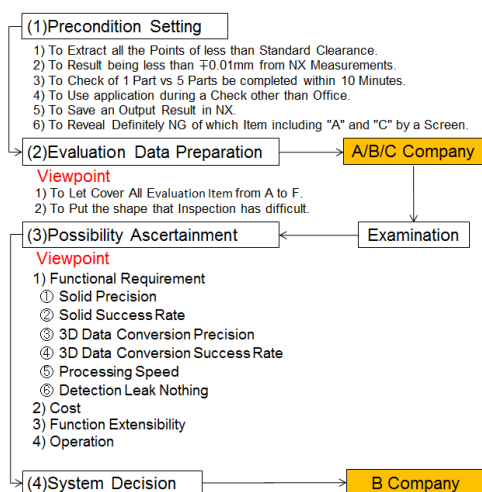 (1)Precondition Setting
1) To Extract all the Points of less than Standard Clearance.
2) To Result being less than ∓0.01mm from NX Measurements.
3) To Check of 1 Part vs 5 Parts be completed within 10 Minutes.
4) To Use application during a Check other than Office.
5) To Save an Output Result in NX.
6) To Reveal Definitely NG of which Item including "A" and "C" by a Screen.
(2)Evaluation Data Preparation
A/B/C Company
Viewpoint
1) To Let Cover All Evaluation Item from A to F.
2) To Put the shape that Inspection has difficult.
(3)Possibility Ascertainment
Examination
Viewpoint
1) Functional Requirement
① Solid Precision
② Solid Success Rate
③ 3D Data Conversion Precision
④ 3D Data Conversion Success Rate
⑤ Processing Speed
⑥ Detection Leak Nothing
2) Cost
3) Function Extensibility
4) Operation
(4)System Decision
B Company